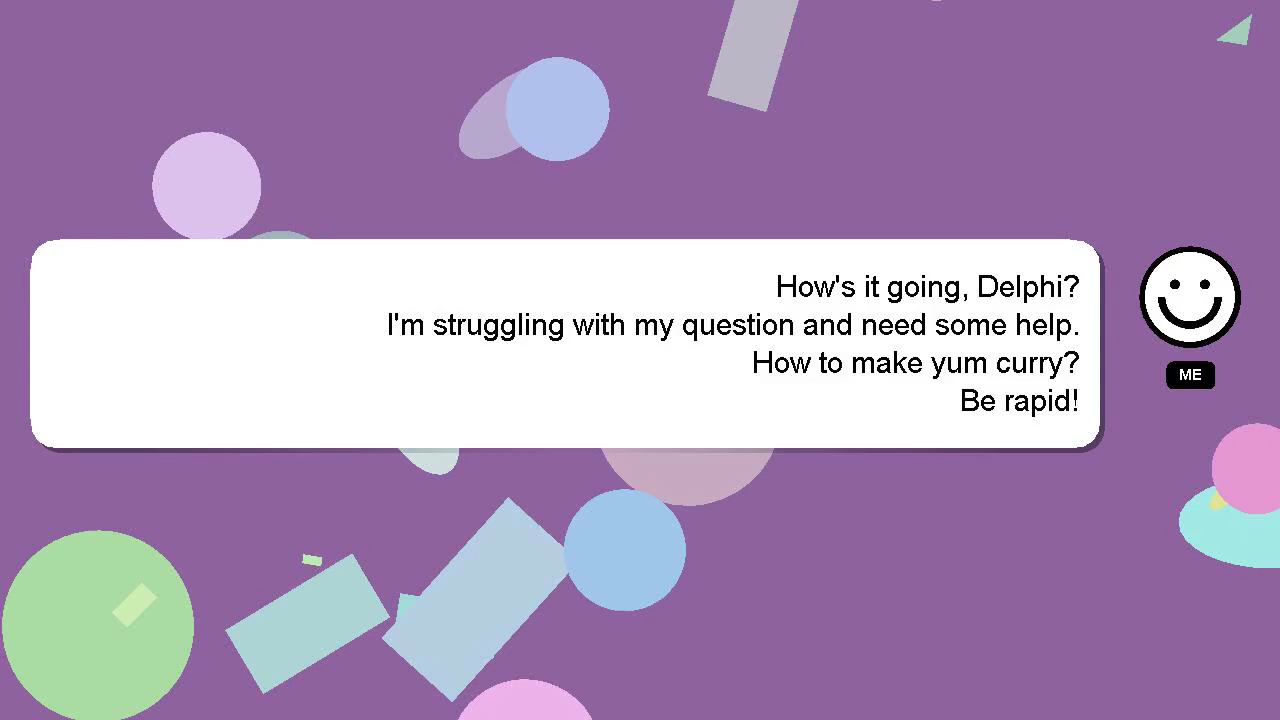 How's it going, Delphi?
I'm struggling with my question and need some help.
How to make yum curry?
Be rapid!
ME